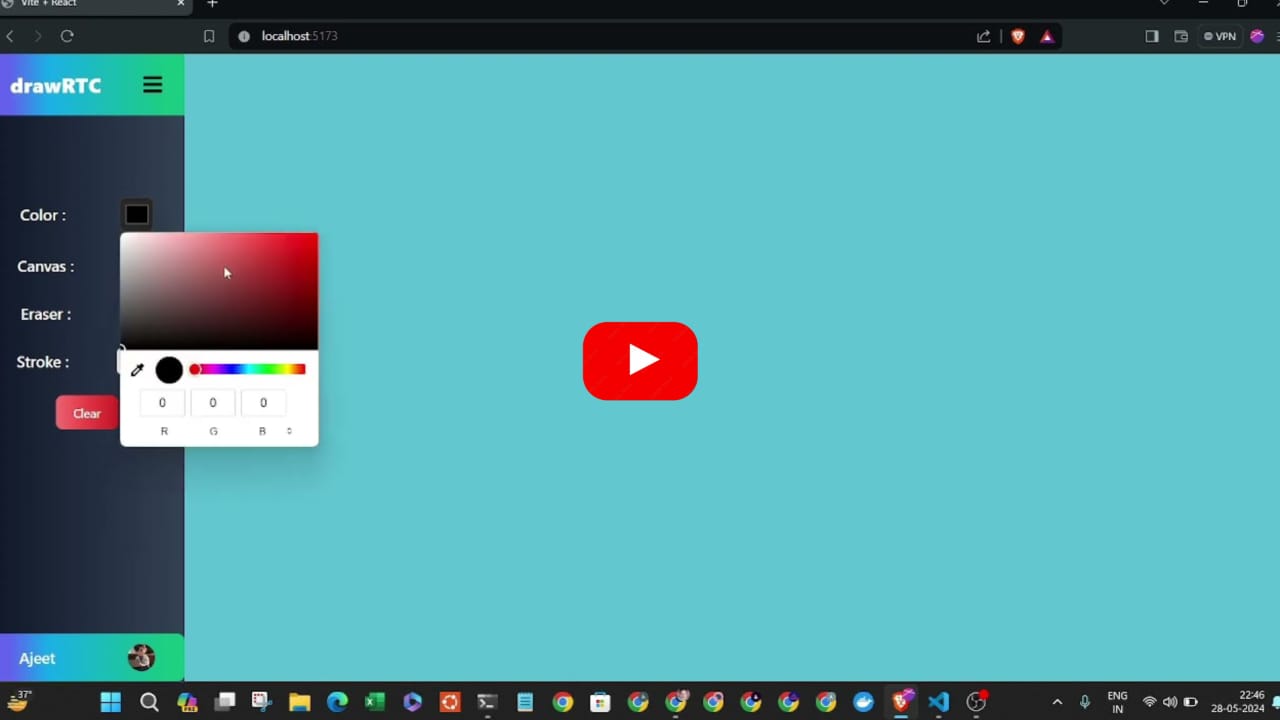 Vite + React
localhost:5173
VPN
drawRTC
Color :
Canvas :
Eraser :
Stroke :
0 0 0
R G B
Clear
Ajeet
37°
PRE
ENG
IN
22:46
28-05-2024